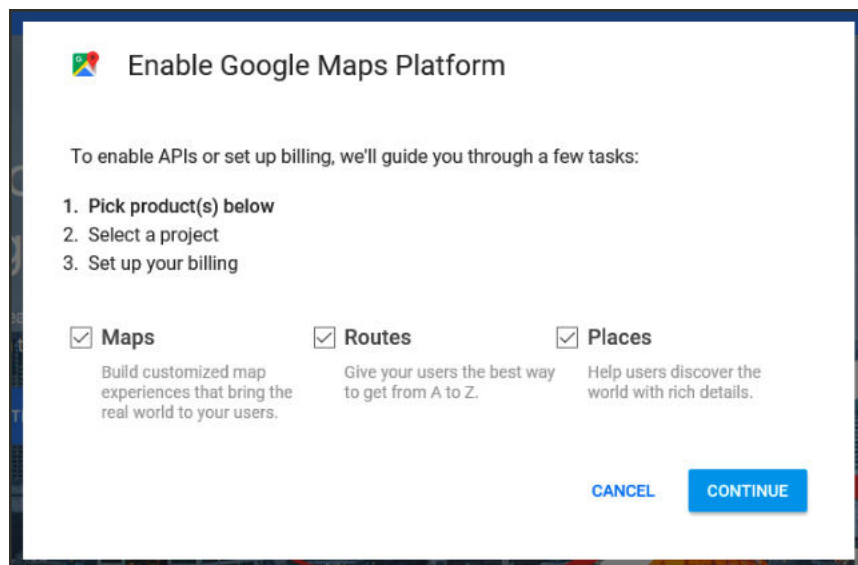 Enable Google Maps Platform
To enable APIs or set up billing, we'll guide you through a few tasks:
1. Pick product(s) below
2. Select a project
3. Set up your billing
Maps
Routes
Places
Build customized map
experiences that bring the
real world to your users.
Give your users the best way
to get from A to Z.
Help users discover the
world with rich details.
CANCEL
CONTINUE